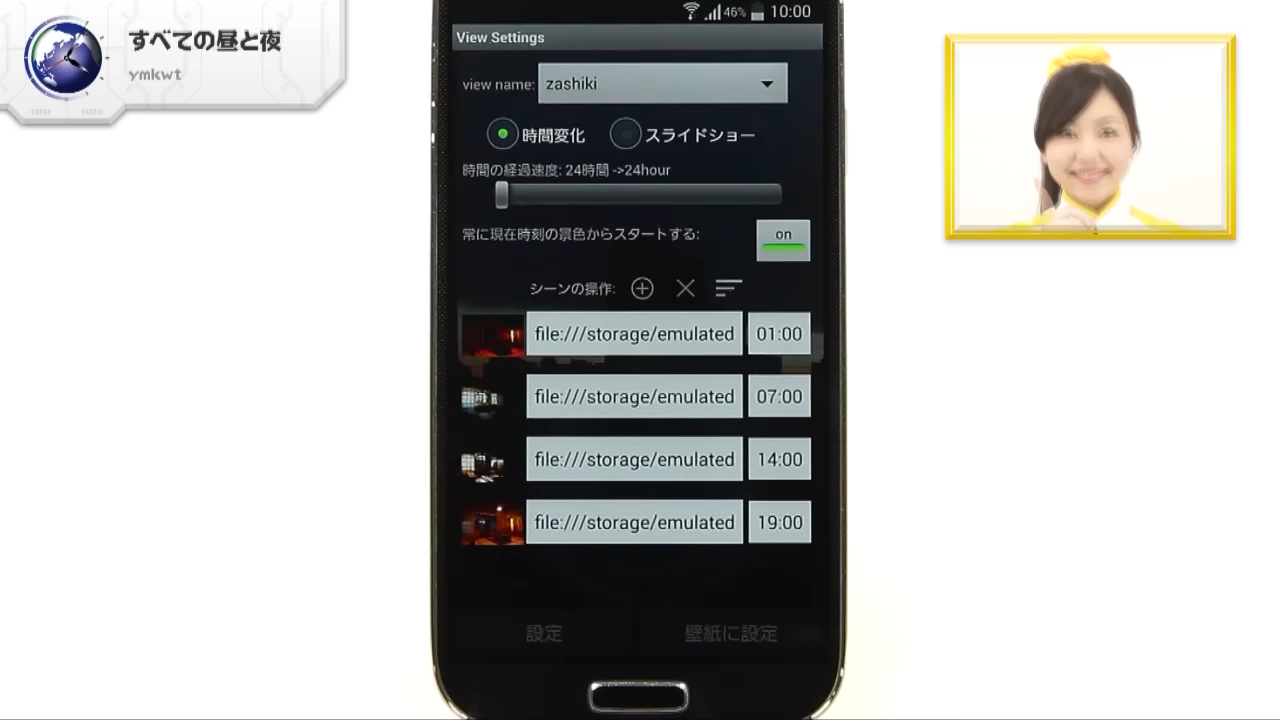 すべての昼と夜
ymkwt
46% 10:00
View Settings
view name: zashiki
時間変化 スライドショー
時間の経過速度: 24時間 ->24hour
常に現在時刻の景色からスタートする: on
シーンの操作:
file:///storage/emulated 01:00
file:///storage/emulated 07:00
file:///storage/emulated 14:00
file:///storage/emulated 19:00
設定 壁紙に設定